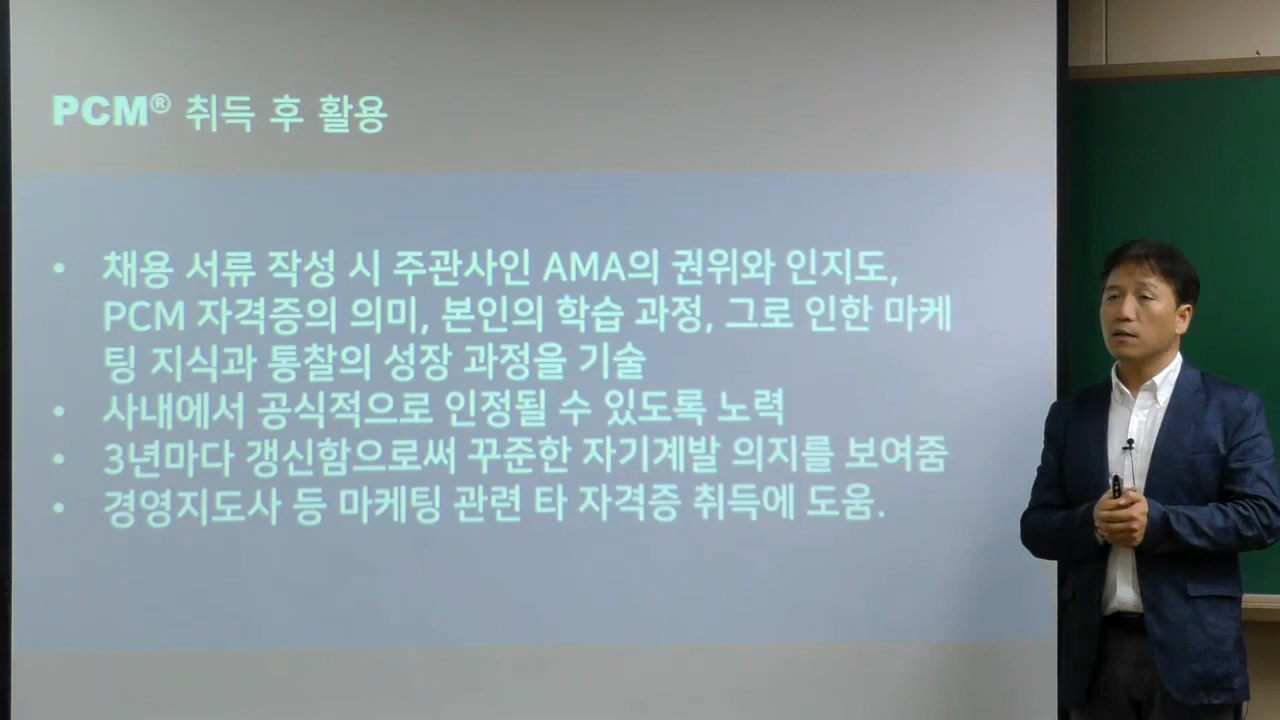 PCM® 취득 후 활용
• 채용 서류 작성 시 주관사인 AMA의 권위와 인지도,
PCM 자격증의 의미, 본인의 학습 과정, 그로 인한 마케
팅 지식과 통찰의 성장 과정을 기술
• 사내에서 공식적으로 인정될 수 있도록 노력
• 3년마다 갱신함으로써 꾸준한 자기계발 의지를 보여줌
• 경영지도사 등 마케팅 관련 타 자격증 취득에 도움.